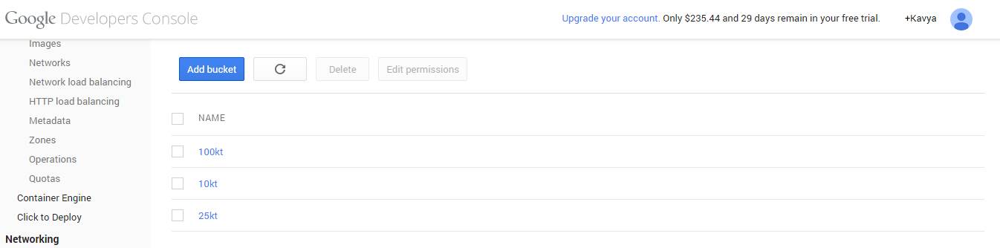 Google Developers Console
Upgrade your account. Only $235.44 and 29 days remain in your free trial.
+Kavya
Images
Networks
Network load balancing
HTTP load balancing
Metadata
Zones
Operations
Quotas
Container Engine
Click to Deploy
Networking
Add bucket
Delete
Edit permissions
NAME
100kt
10kt
25kt